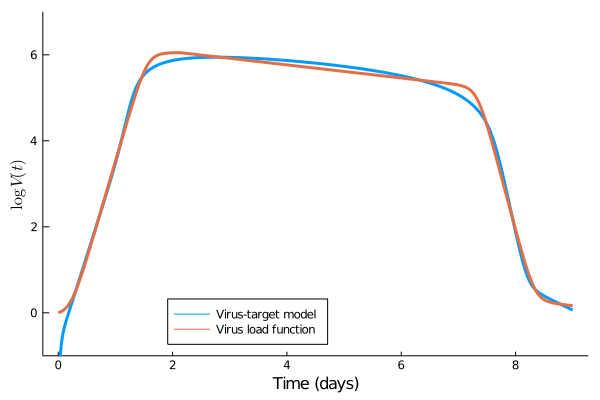 log V(t)
6
4
2
0
0 2 4 6 8
Time (days)
Virus-target model
Virus load function